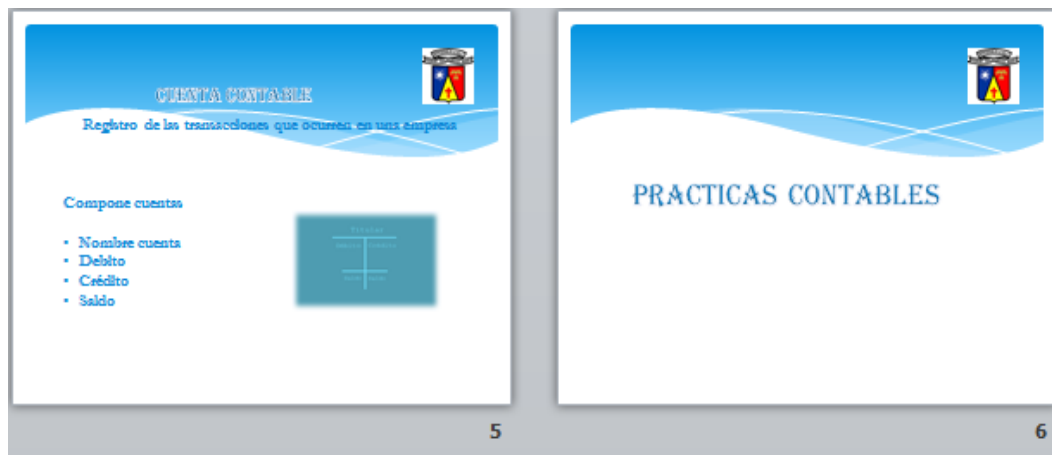 CUENTA CONTABLE
Registro de las transacciones que ocurren en una empresa
Compone cuentas
• Nombre cuenta
• Debito
• Crédito
• Saldo
Titular
5
PRACTICAS CONTABLES
6